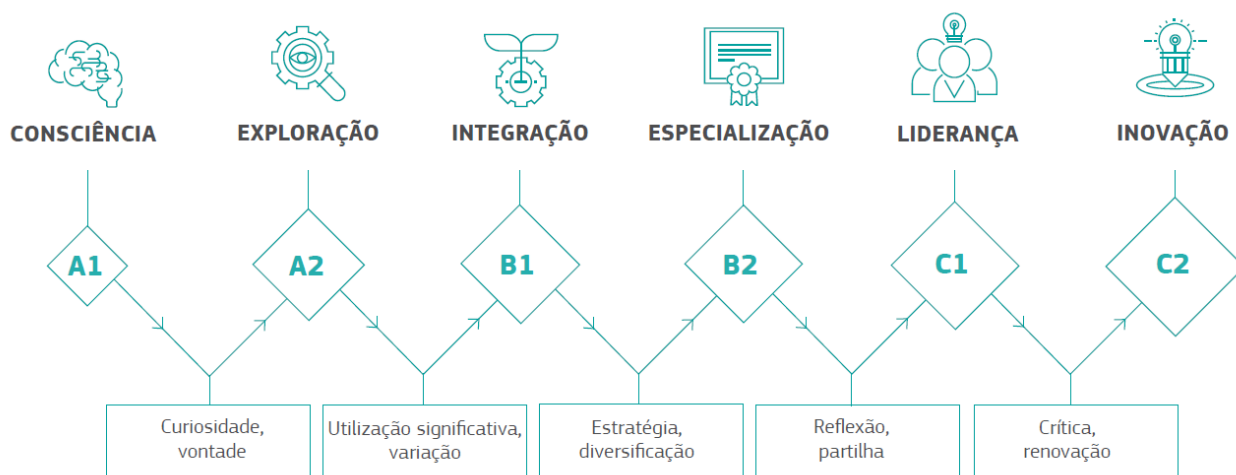 CONSCIÊNCIA
EXPLORAÇÃO
INTEGRAÇÃO
ESPECIALIZAÇÃO
LIDERANÇA
INOVAÇÃO
A1
A2
B1
B2
C1
C2
Curiosidade,
vontade
Utilização significativa,
variação
Estratégia,
diversificação
Reflexão,
partilha
Crítica,
renovação